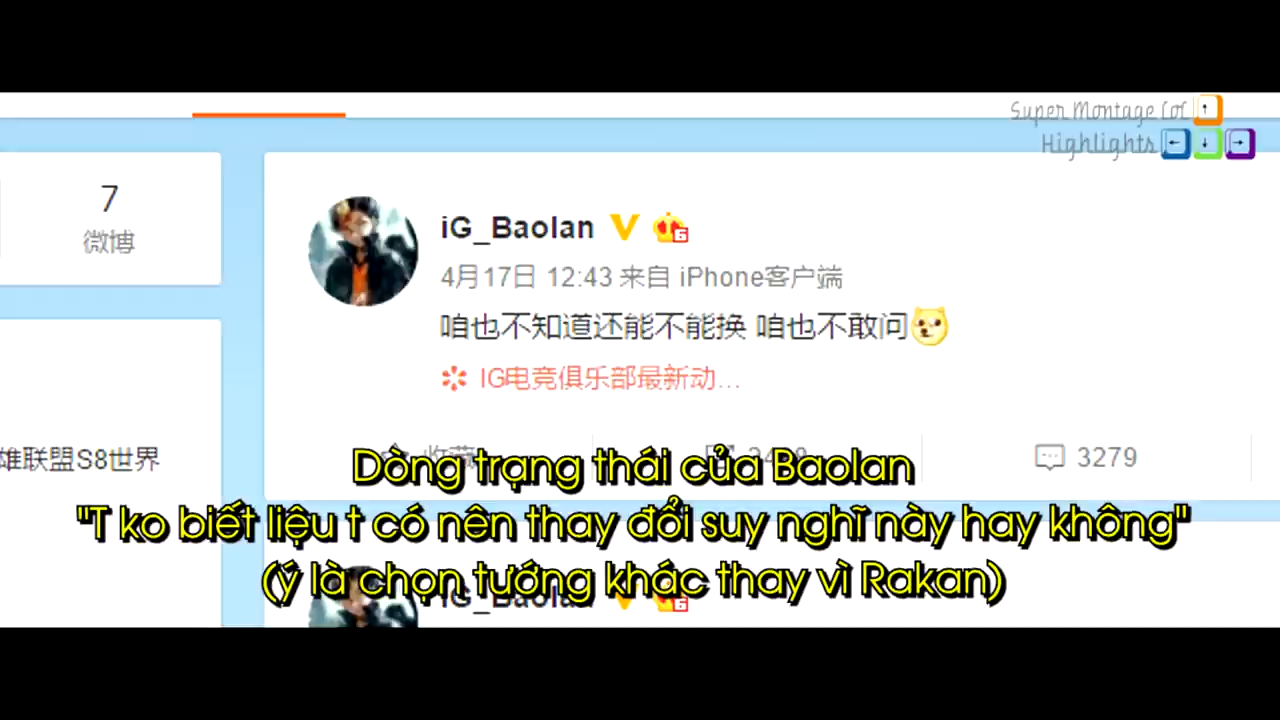 Super Montage LoL
Highlights
7
微博
iG_Baolan
4月17日 12:43 来自 iPhone客户端
咱也不知道还能不能换 咱也不敢问
IG电竞俱乐部最新动...
雄联盟S8世界
收藏
3279
Dòng trạng thái của Baolan
"T ko biết liệu t có nên thay đổi suy nghĩ này hay không"
(ý là chọn tướng khác thay vì Rakan)
iG_Baolan